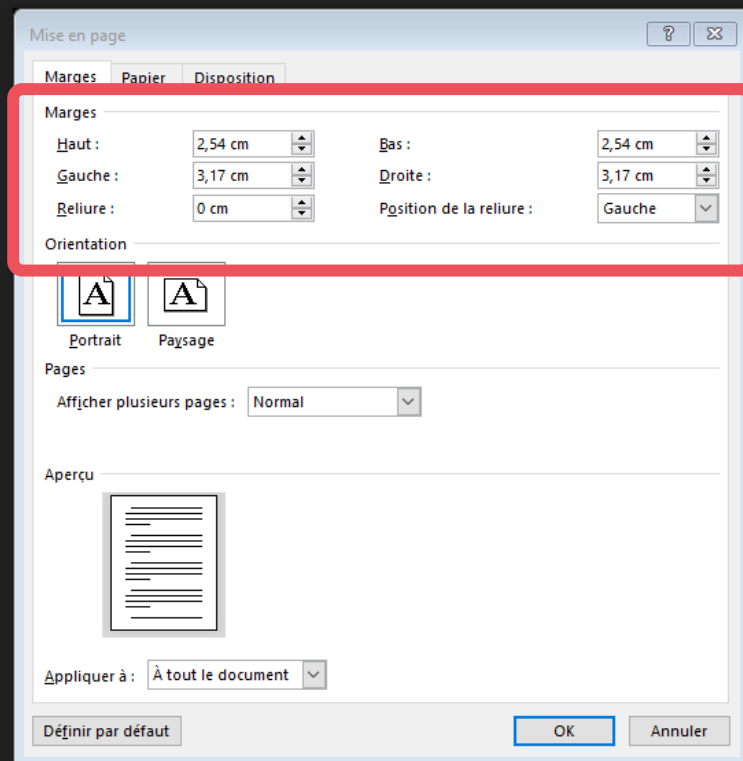 Mise en page
Marges Papier Disposition
Marges
Haut : 2,54 cm Bas : 2,54 cm
Gauche : 3,17 cm Droite : 3,17 cm
Reliure : 0 cm Position de la reliure : Gauche
Orientation
A A
Portrait Paysage
Pages
Afficher plusieurs pages : Normal
Aperçu
Appliquer à : À tout le document
Définir par défaut OK Annuler